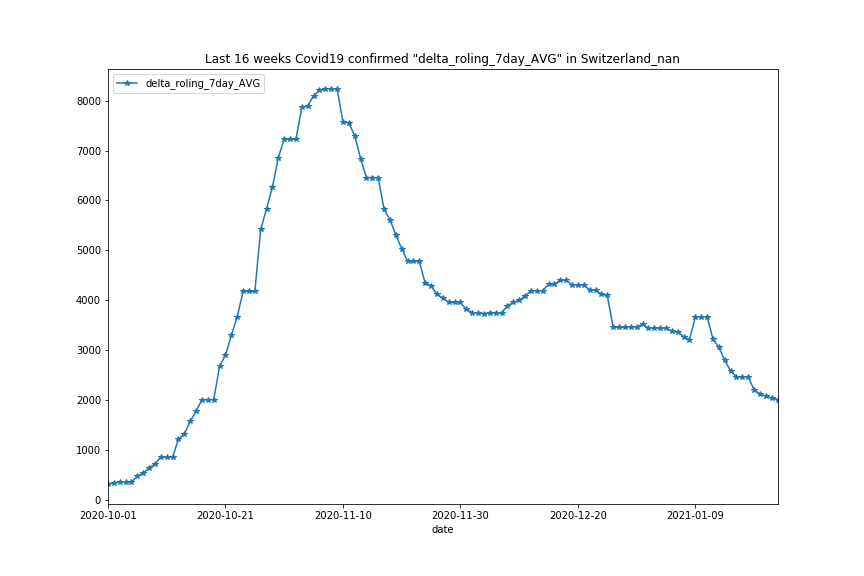 Last 16 weeks Covid19 confirmed "delta_roling_7day_AVG" in Switzerland_nan
delta_roling_7day_AVG
8000
7000
6000
5000
4000
3000
2000
1000
0
2020-10-01 2020-10-21 2020-11-10 2020-11-30 2020-12-20 2021-01-09
date